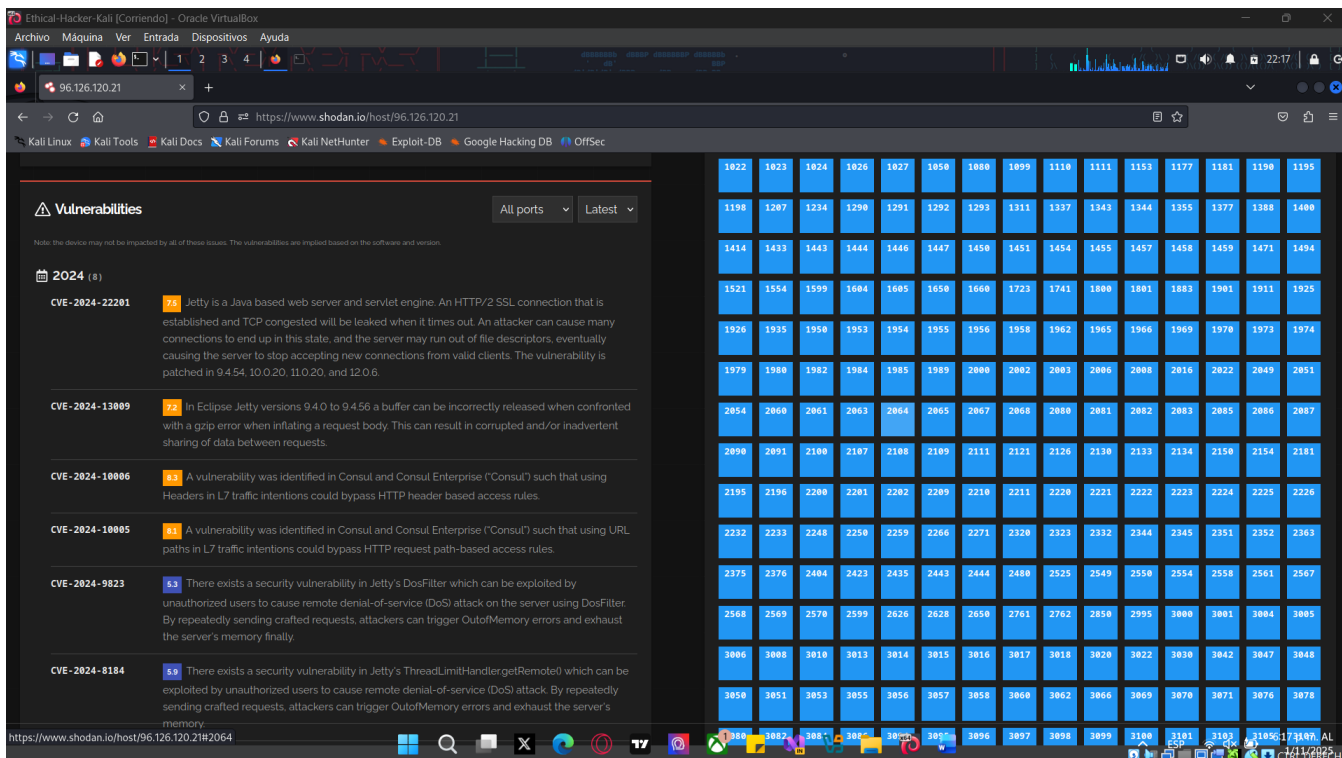 Ethical-Hacker-Kali [Corriendo] - Oracle VirtualBox
Archivo Máquina Ver Entrada Dispositivos Ayuda
1 2 3 4 22:17
96.126.120.21
https://www.shodan.io/host/96.126.120.21
Kali Linux Kali Tools Kali Docs Kali Forums Kali NetHunter Exploit-DB Google Hacking DB OffSec
Vulnerabilities All ports Latest
Note: the device may not be impacted by all of these issues. The vulnerabilities are implied based on the software and version.
2024 (8)
CVE-2024-22201 7.5 Jetty is a Java based web server and servlet engine. An HTTP/2 SSL connection that is
established and TCP congested will be leaked when it times out. An attacker can cause many
connections to end up in this state, and the server may run out of file descriptors, eventually
causing the server to stop accepting new connections from valid clients. The vulnerability is
patched in 9.4.54, 10.0.20, 11.0.20, and 12.0.6.
CVE-2024-13009 7.2 In Eclipse Jetty versions 9.4.0 to 9.4.56 a buffer can be incorrectly released when confronted
with a gzip error when inflating a request body. This can result in corrupted and/or inadvertent
sharing of data between requests.
CVE-2024-10006 8.3 A vulnerability was identified in Consul and Consul Enterprise ("Consul") such that using
Headers in L7 traffic intentions could bypass HTTP header based access rules.
CVE-2024-10005 8.1 A vulnerability was identified in Consul and Consul Enterprise ("Consul") such that using URL
paths in L7 traffic intentions could bypass HTTP request path-based access rules.
CVE-2024-9823 5.3 There exists a security vulnerability in Jetty's DosFilter which can be exploited by
unauthorized users to cause remote denial-of-service (DoS) attack on the server using DosFilter.
By repeatedly sending crafted requests, attackers can trigger OutofMemory errors and exhaust
the server's memory finally.
CVE-2024-8184 5.9 There exists a security vulnerability in Jetty's ThreadLimitHandler.getRemote() which can be
exploited by unauthorized users to cause remote denial-of-service (DoS) attack. By repeatedly
sending crafted requests, attackers can trigger OutofMemory errors and exhaust the server's
memory.
1022 1023 1024 1026 1027 1050 1080 1099 1110 1111 1153 1177 1181 1190 1195
1198 1207 1234 1290 1291 1292 1293 1311 1337 1343 1344 1355 1377 1388 1400
1414 1433 1443 1444 1446 1447 1450 1451 1454 1455 1457 1458 1459 1471 1494
1521 1554 1599 1604 1605 1650 1660 1723 1741 1800 1801 1883 1901 1911 1925
1926 1935 1950 1953 1954 1955 1956 1958 1962 1965 1966 1969 1970 1973 1974
1979 1980 1982 1984 1985 1989 2000 2002 2003 2006 2008 2016 2022 2049 2051
2054 2060 2061 2063 2064 2065 2067 2068 2080 2081 2082 2083 2085 2086 2087
2090 2091 2100 2107 2108 2109 2111 2121 2126 2130 2133 2134 2150 2154 2181
2195 2196 2200 2201 2202 2209 2210 2211 2220 2221 2222 2223 2224 2225 2226
2232 2233 2248 2250 2259 2266 2271 2320 2323 2332 2344 2345 2351 2352 2363
2375 2376 2404 2423 2435 2443 2444 2480 2525 2549 2550 2554 2558 2561 2567
2568 2569 2570 2599 2626 2628 2650 2761 2762 2850 2995 3000 3001 3004 3005
3006 3008 3010 3013 3014 3015 3016 3017 3018 3020 3022 3030 3042 3047 3048
3050 3051 3053 3055 3056 3057 3058 3060 3062 3066 3069 3070 3071 3076 3078
3082 3096 3097 3098 3099 3100 3101 3103
https://www.shodan.io/host/96.126.120.21#2064
ESP
1/11/2025